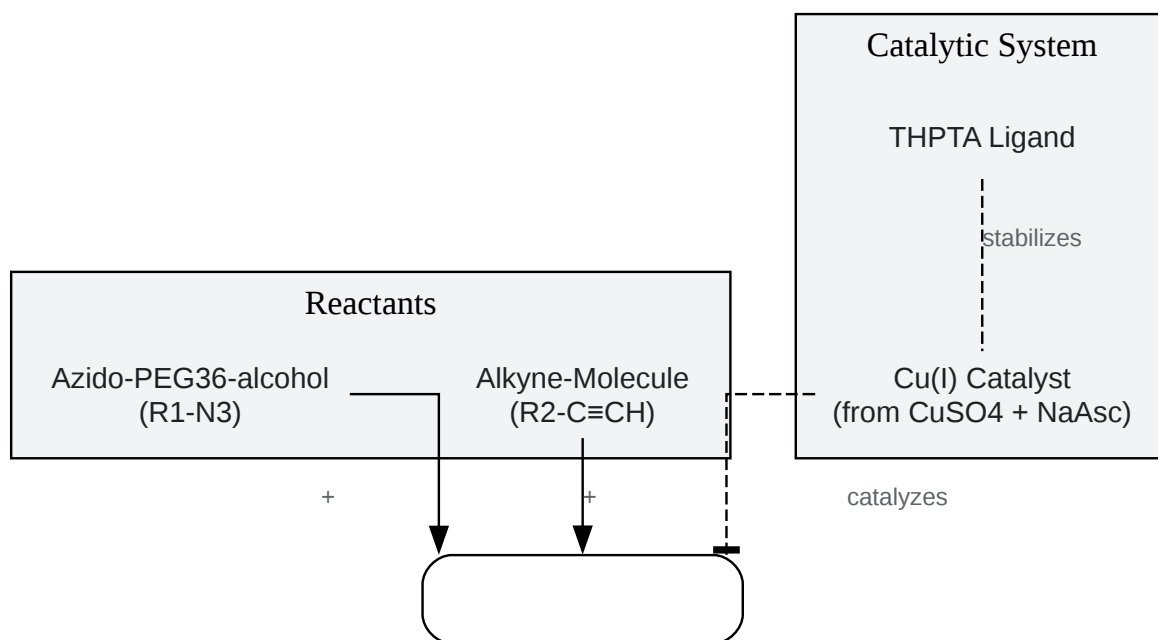 Catalytic System
THPTA Ligand
stabilizes
Reactants
Azido-PEG36-alcohol
(R1-N3)
Alkyne-Molecule
(R2-C≡CH)
Cu(I) Catalyst
(from CuSO4 + NaAsc)
+
+
catalyzes